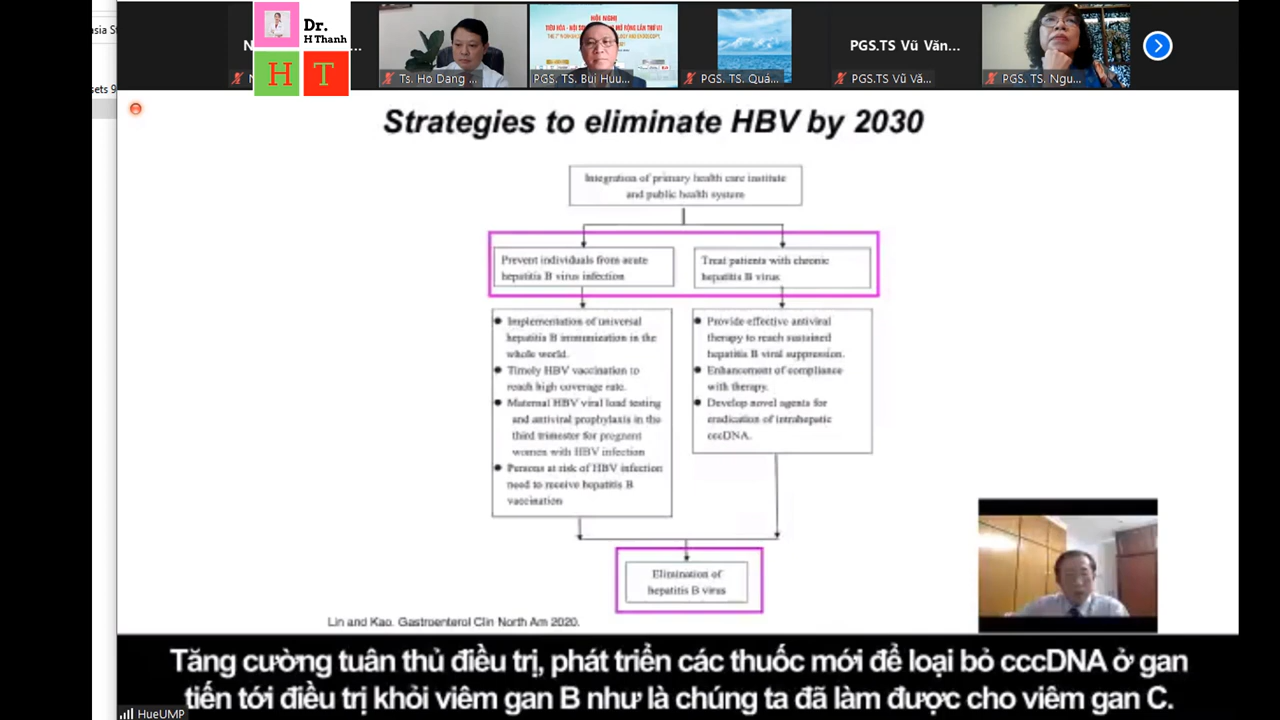 asia St
sets 9
Dr.
H Thanh
H T
N
Ts. Ho Dang ...
HỘI NGHỊ
PGS. TS. Bùi Hữu...
PGS. TS. Quá...
PGS.TS Vũ Văn...
PGS.TS Vũ Vă...
PGS. TS. Ngu...
Strategies to eliminate HBV by 2030
Integration of primary health care institute
and public health system
Prevent individuals from acute
hepatitis B virus infection
Treat patients with chronic
hepatitis B virus
Implementation of universal
hepatitis B immunization in the
whole world.
Timely HBV vaccination to
reach high coverage rate.
Maternal HBV viral load testing
and antiviral prophylaxis in the
third trimester for pregnent
women with HBV infection
Persons at risk of HBV infection
need to receive hepatitis B
vaccination
Provide effective antiviral
therapy to reach sustained
hepatitis B viral suppression.
Enhancement of compliance
with therapy.
Develop novel agents for
eradication of intrahepatic
cccDNA.
Elimination of
hepatitis B virus
Lin and Kao. Gastroenterol Clin North Am 2020.
Tăng cường tuân thủ điều trị, phát triển các thuốc mới để loại bỏ cccDNA ở gan
tiến tới điều trị khỏi viêm gan B như là chúng ta đã làm được cho viêm gan C.
HueUMP